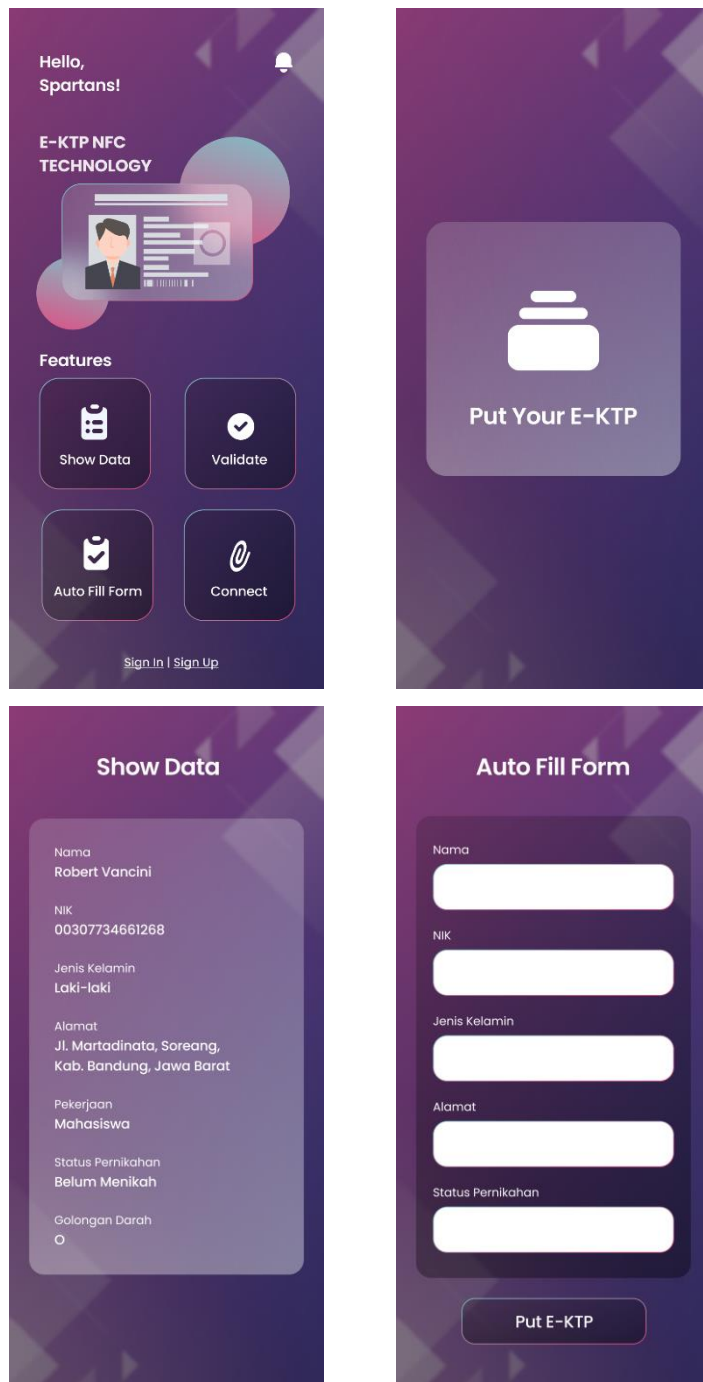 Hello,
Spartans!
E-KTP NFC
TECHNOLOGY
Features
Show Data
Validate
Auto Fill Form
Connect
Sign In | Sign Up
Put Your E-KTP
Show Data
Nama
Robert Vancini
NIK
00307734661268
Jenis Kelamin
Laki-laki
Alamat
Jl. Martadinata, Soreang,
Kab. Bandung, Jawa Barat
Pekerjaan
Mahasiswa
Status Pernikahan
Belum Menikah
Golongan Darah
O
Auto Fill Form
Nama
NIK
Jenis Kelamin
Alamat
Status Pernikahan
Put E-KTP